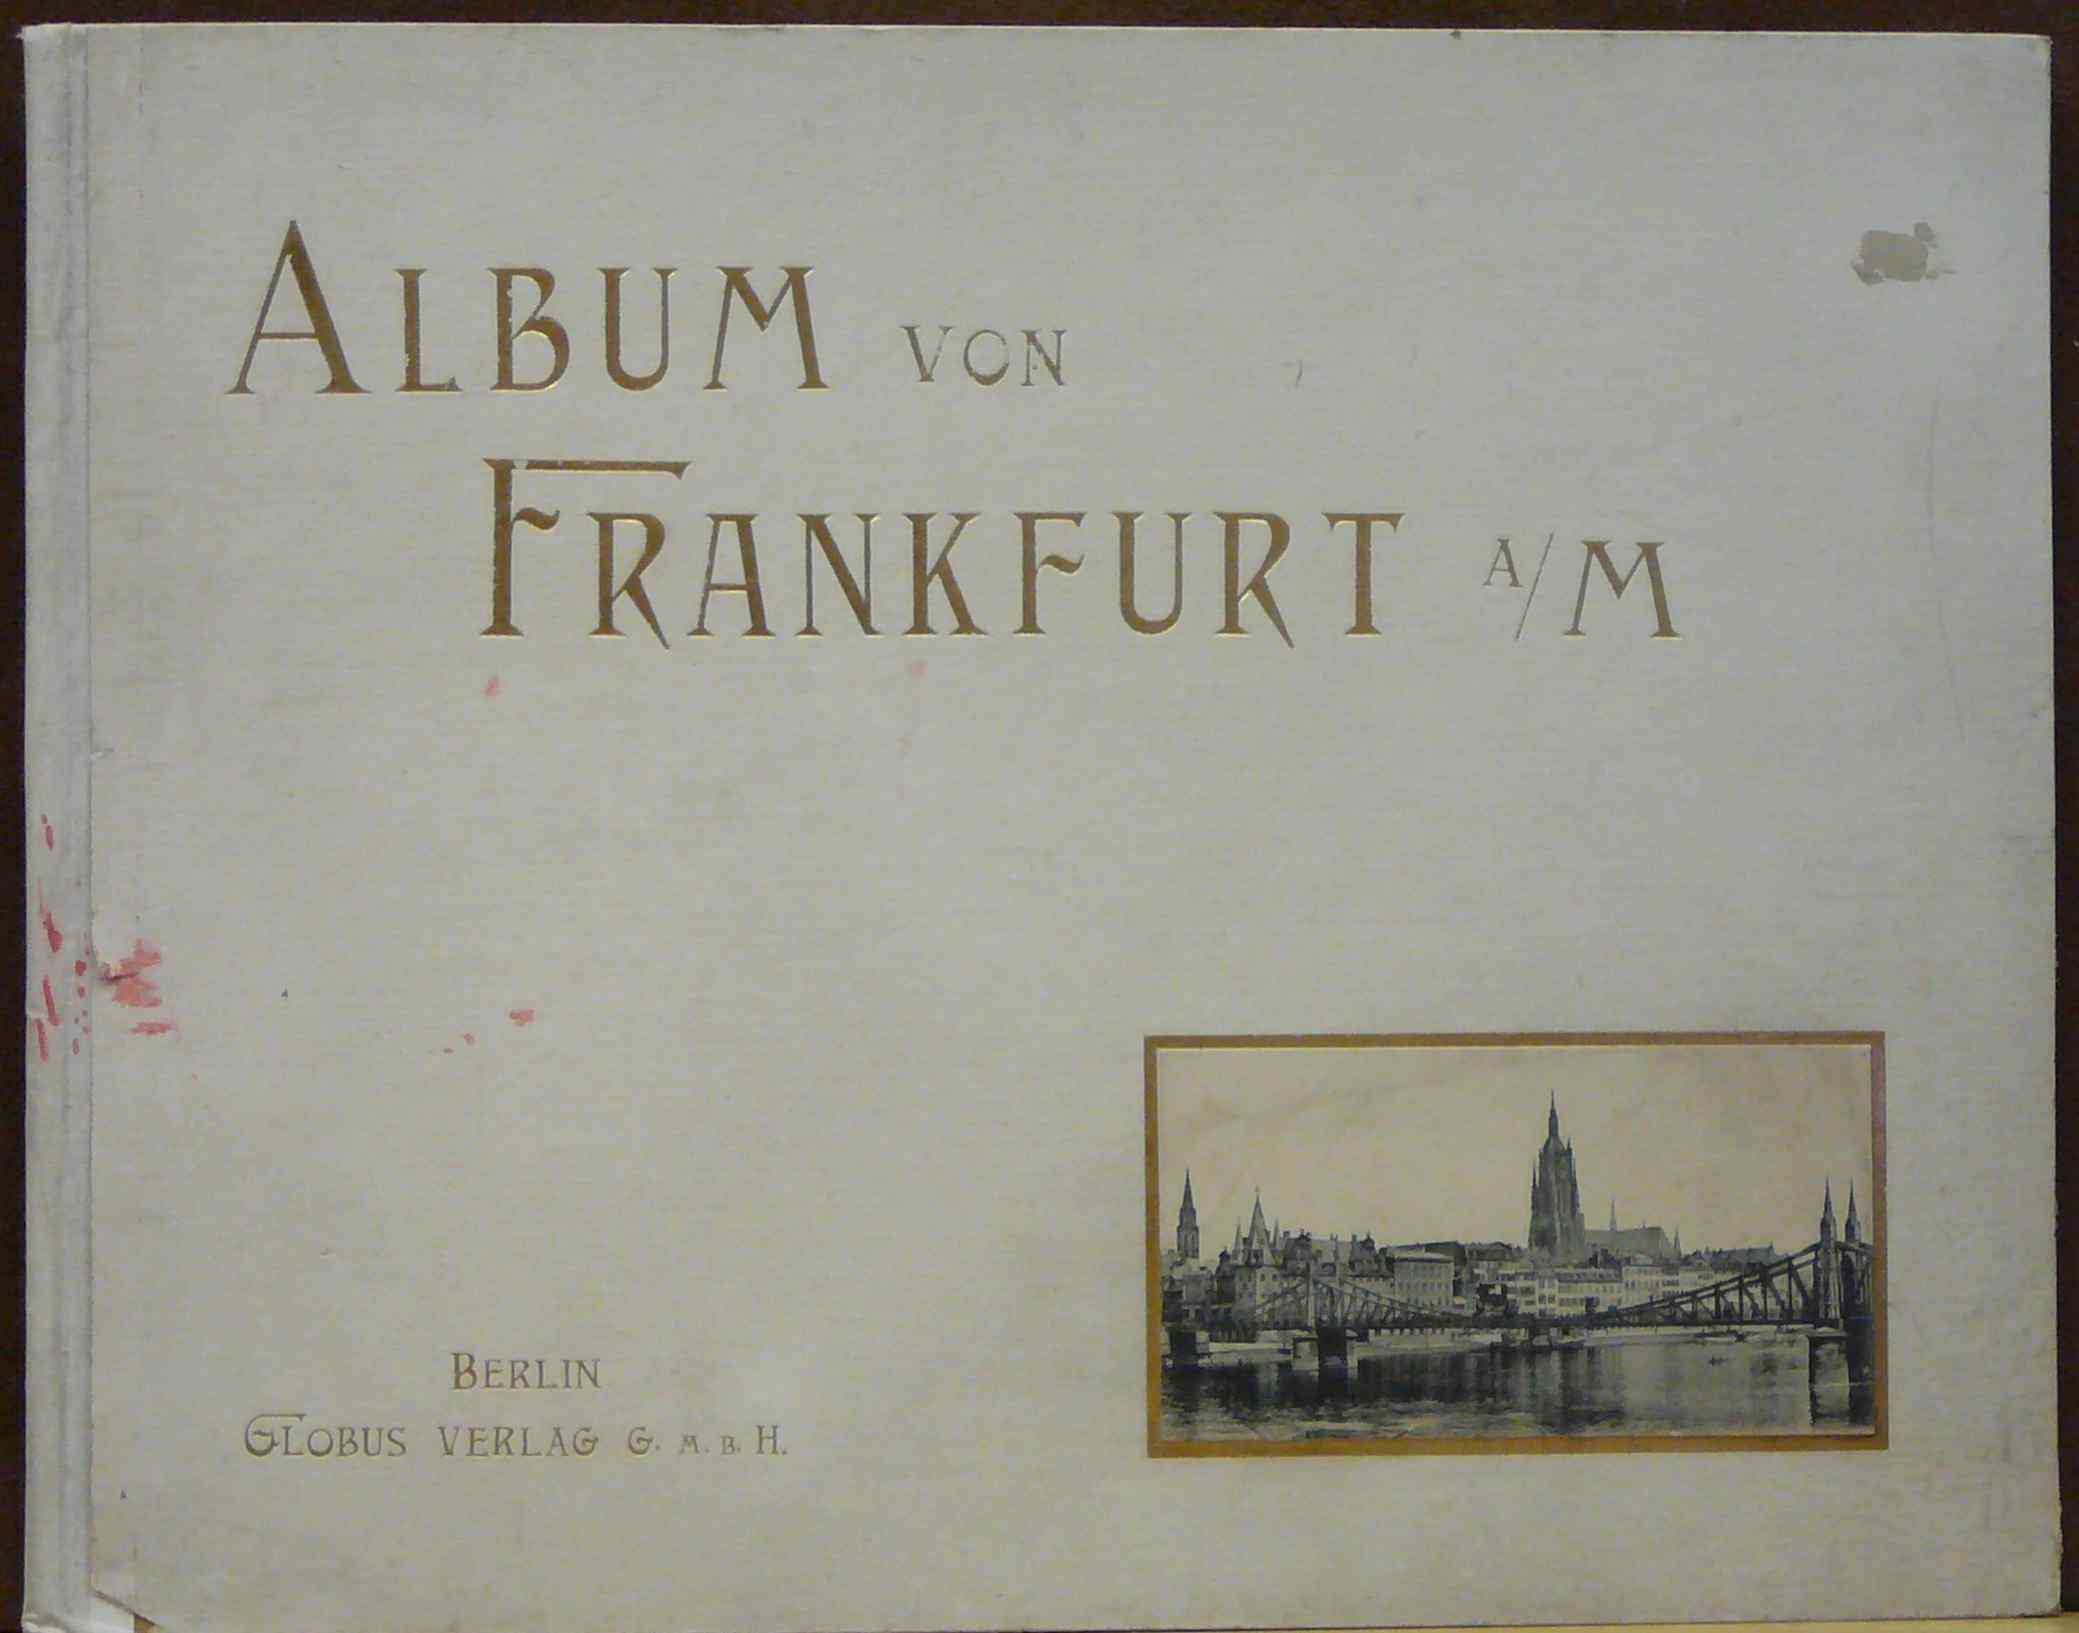 ALBUM VON
FRANKFURT A/M
BERLIN
GLOBUS VERLAG G. M. B. H.